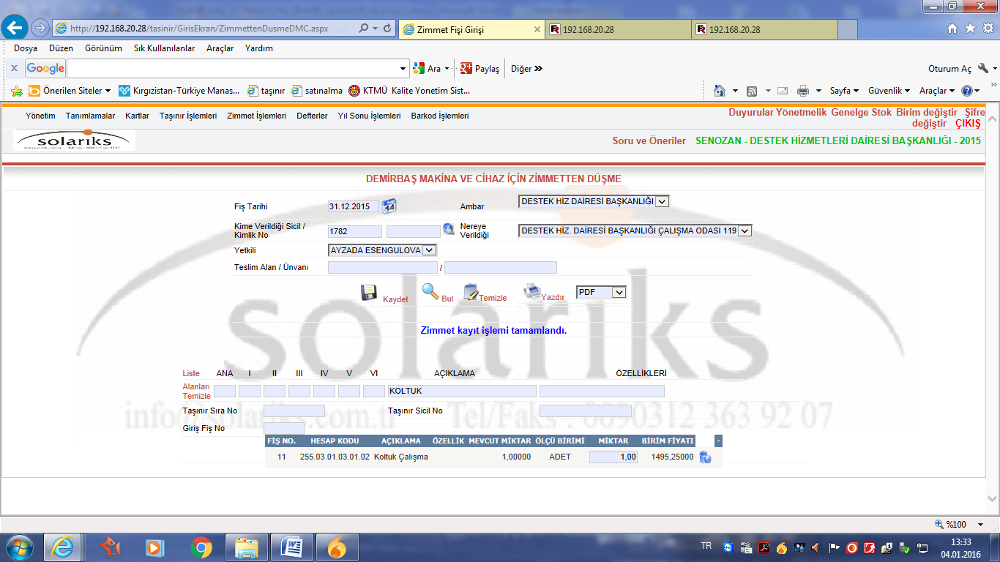 http://192.168.20.28/tasinir/GirisEkran/ZimmettenDusmeDMC.aspx
Zimmet Fişi Girişi
192.168.20.28
192.168.20.28
Dosya Düzen Görünüm Sık Kullanılanlar Araçlar Yardım
x Google Ara Paylaş Diğer » Oturum Aç
Önerilen Siteler Kırgızistan-Türkiye Manas... taşınır satınalma KTMÜ Kalite Yonetim Sist... Sayfa Güvenlik Araçlar
Yönetim Tanımlamalar Kartlar Taşınır İşlemleri Zimmet İşlemleri Defterler Yıl Sonu İşlemleri Barkod İşlemleri
Duyurular Yönetmelik Genelge Stok Birim değiştir Şifre
değiştir ÇIKIŞ
solariks
Soru ve Öneriler SENOZAN - DESTEK HİZMETLERİ DAİRESİ BAŞKANLIĞI - 2015
DEMİRBAŞ MAKİNA VE CİHAZ İÇİN ZİMMETTEN DÜŞME
Fiş Tarihi 31.12.2015 14 Ambar DESTEK HİZ.DAİRESİ BAŞKANLIĞI
Kime Verildiği Sicil /
Kimlik No 1782
Nereye
Verildiği DESTEK HİZ. DAİRESİ BAŞKANLIĞI ÇALIŞMA ODASI 119
Yetkili AYZADA ESENGULOVA
Teslim Alan / Ünvanı /
Kaydet Bul Temizle Yazdır PDF
solariks
Zimmet kayıt işlemi tamamlandı.
Liste ANA I II III IV V VI AÇIKLAMA ÖZELLİKLERİ
Alanları
Temizle KOLTUK
Taşınır Sıra No Taşınır Sicil No
info@solariks.com.tr Tel/Faks : 0090312 363 92 07
Giriş Fiş No
FİŞ NO. HESAP KODU AÇIKLAMA ÖZELLİK MEVCUT MİKTAR ÖLÇÜ BİRİMİ MİKTAR BİRİM FİYATI -
11 255.03.01.03.01.02 Koltuk Çalışma 1,00000 ADET 1,00 1495,25000
%100
TR 13:33
04.01.2016